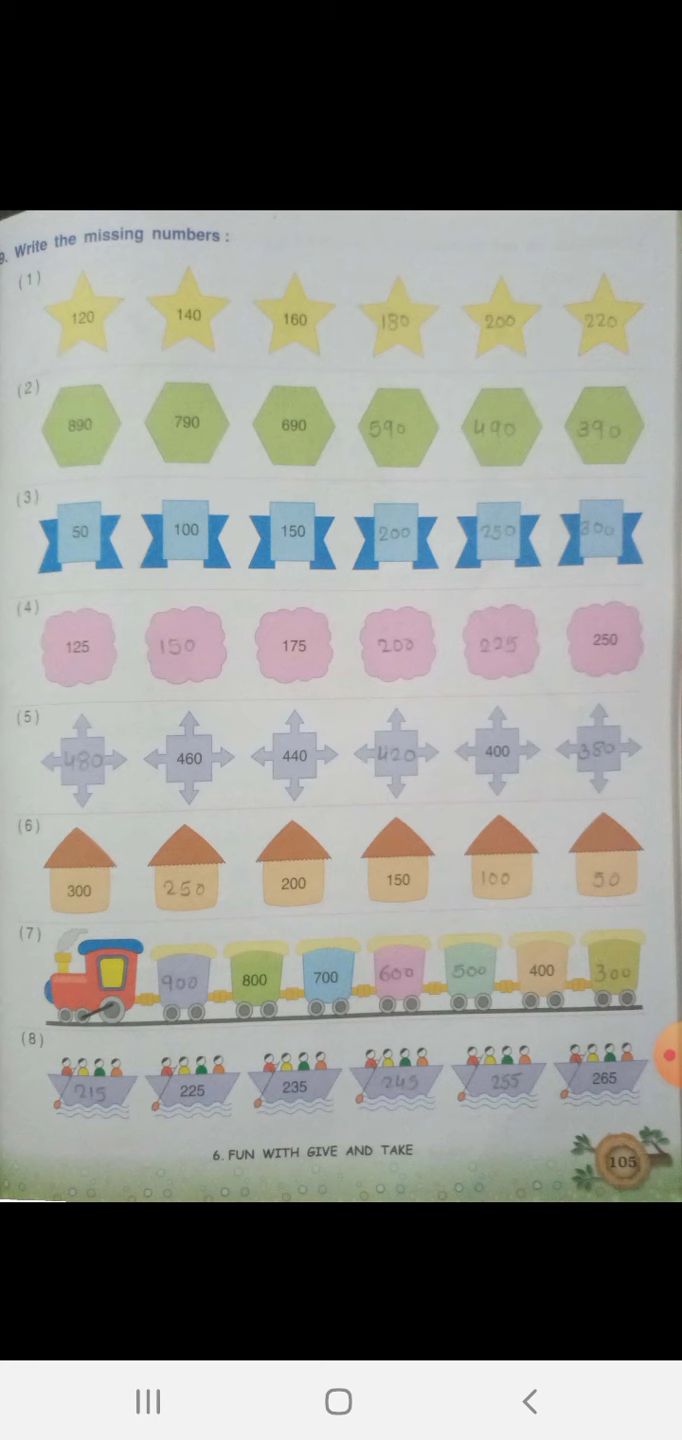 9. Write the missing numbers :
(1)
120 140 160 180 200 220
(2)
890 790 690 590 490 390
(3)
50 100 150 200 250 300
(4)
125 150 175 200 225 250
(5)
480 460 440 420 400 380
(6)
300 250 200 150 100 50
(7)
900 800 700 600 500 400 300
(8)
215 225 235 245 255 265
6. FUN WITH GIVE AND TAKE
105